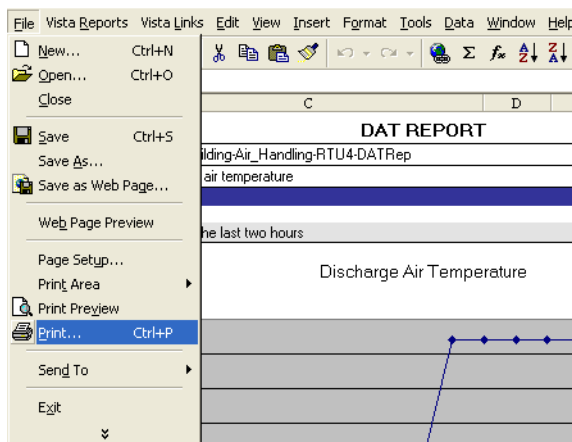 File Vista Reports Vista Links Edit View Insert Format Tools Data Window Help
New... Ctrl+N
Open... Ctrl+O
Close
Save Ctrl+S
Save As...
Save as Web Page...
Web Page Preview
Page Setup...
Print Area
Print Preview
Print... Ctrl+P
Send To
Exit
C D
DAT REPORT
ilding-Air_Handling-RTU4-DATRep
air temperature
he last two hours
Discharge Air Temperature